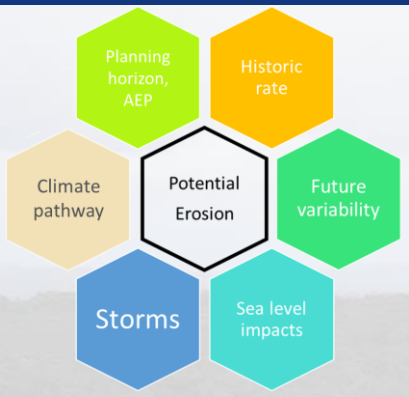 Planning
horizon,
AEP
Historic
rate
Climate
pathway
Potential
Erosion
Future
variability
Storms
Sea level
impacts